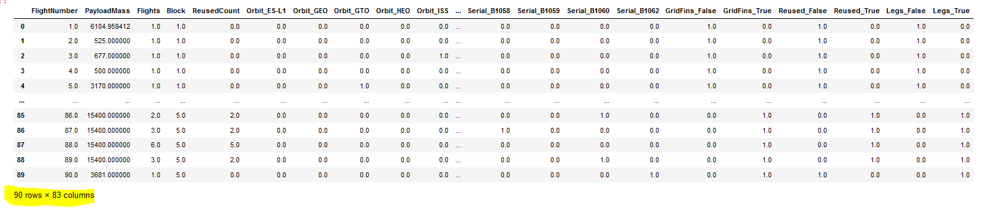 FlightNumber PayloadMass Flights Block ReusedCount Orbit_ES-L1 Orbit_GEO Orbit_GTO Orbit_HEO Orbit_ISS ... Serial_B1058 Serial_B1059 Serial_B1060 Serial_B1062 GridFins_False GridFins_True Reused_False Reused_True Legs_False Legs_True
0 1.0 6104.959412 1.0 1.0 0.0 0.0 0.0 0.0 0.0 0.0 ... 0.0 0.0 0.0 0.0 1.0 0.0 1.0 0.0 1.0 0.0
1 2.0 525.000000 1.0 1.0 0.0 0.0 0.0 0.0 0.0 0.0 ... 0.0 0.0 0.0 0.0 1.0 0.0 1.0 0.0 1.0 0.0
2 3.0 677.000000 1.0 1.0 0.0 0.0 0.0 0.0 0.0 1.0 ... 0.0 0.0 0.0 0.0 1.0 0.0 1.0 0.0 1.0 0.0
3 4.0 500.000000 1.0 1.0 0.0 0.0 0.0 0.0 0.0 0.0 ... 0.0 0.0 0.0 0.0 1.0 0.0 1.0 0.0 1.0 0.0
4 5.0 3170.000000 1.0 1.0 0.0 0.0 0.0 1.0 0.0 0.0 ... 0.0 0.0 0.0 0.0 1.0 0.0 1.0 0.0 1.0 0.0
... ... ... ... ... ... ... ... ... ... ... ... ... ... ... ... ... ... ... ... ... ...
85 86.0 15400.000000 2.0 5.0 2.0 0.0 0.0 0.0 0.0 0.0 ... 0.0 0.0 1.0 0.0 0.0 1.0 0.0 1.0 0.0 1.0
86 87.0 15400.000000 3.0 5.0 2.0 0.0 0.0 0.0 0.0 0.0 ... 1.0 0.0 0.0 0.0 0.0 1.0 0.0 1.0 0.0 1.0
87 88.0 15400.000000 6.0 5.0 5.0 0.0 0.0 0.0 0.0 0.0 ... 0.0 0.0 0.0 0.0 0.0 1.0 0.0 1.0 0.0 1.0
88 89.0 15400.000000 3.0 5.0 2.0 0.0 0.0 0.0 0.0 0.0 ... 0.0 0.0 1.0 0.0 0.0 1.0 0.0 1.0 0.0 1.0
89 90.0 3681.000000 1.0 5.0 0.0 0.0 0.0 0.0 0.0 0.0 ... 0.0 0.0 0.0 1.0 0.0 1.0 1.0 0.0 0.0 1.0
90 rows × 83 columns